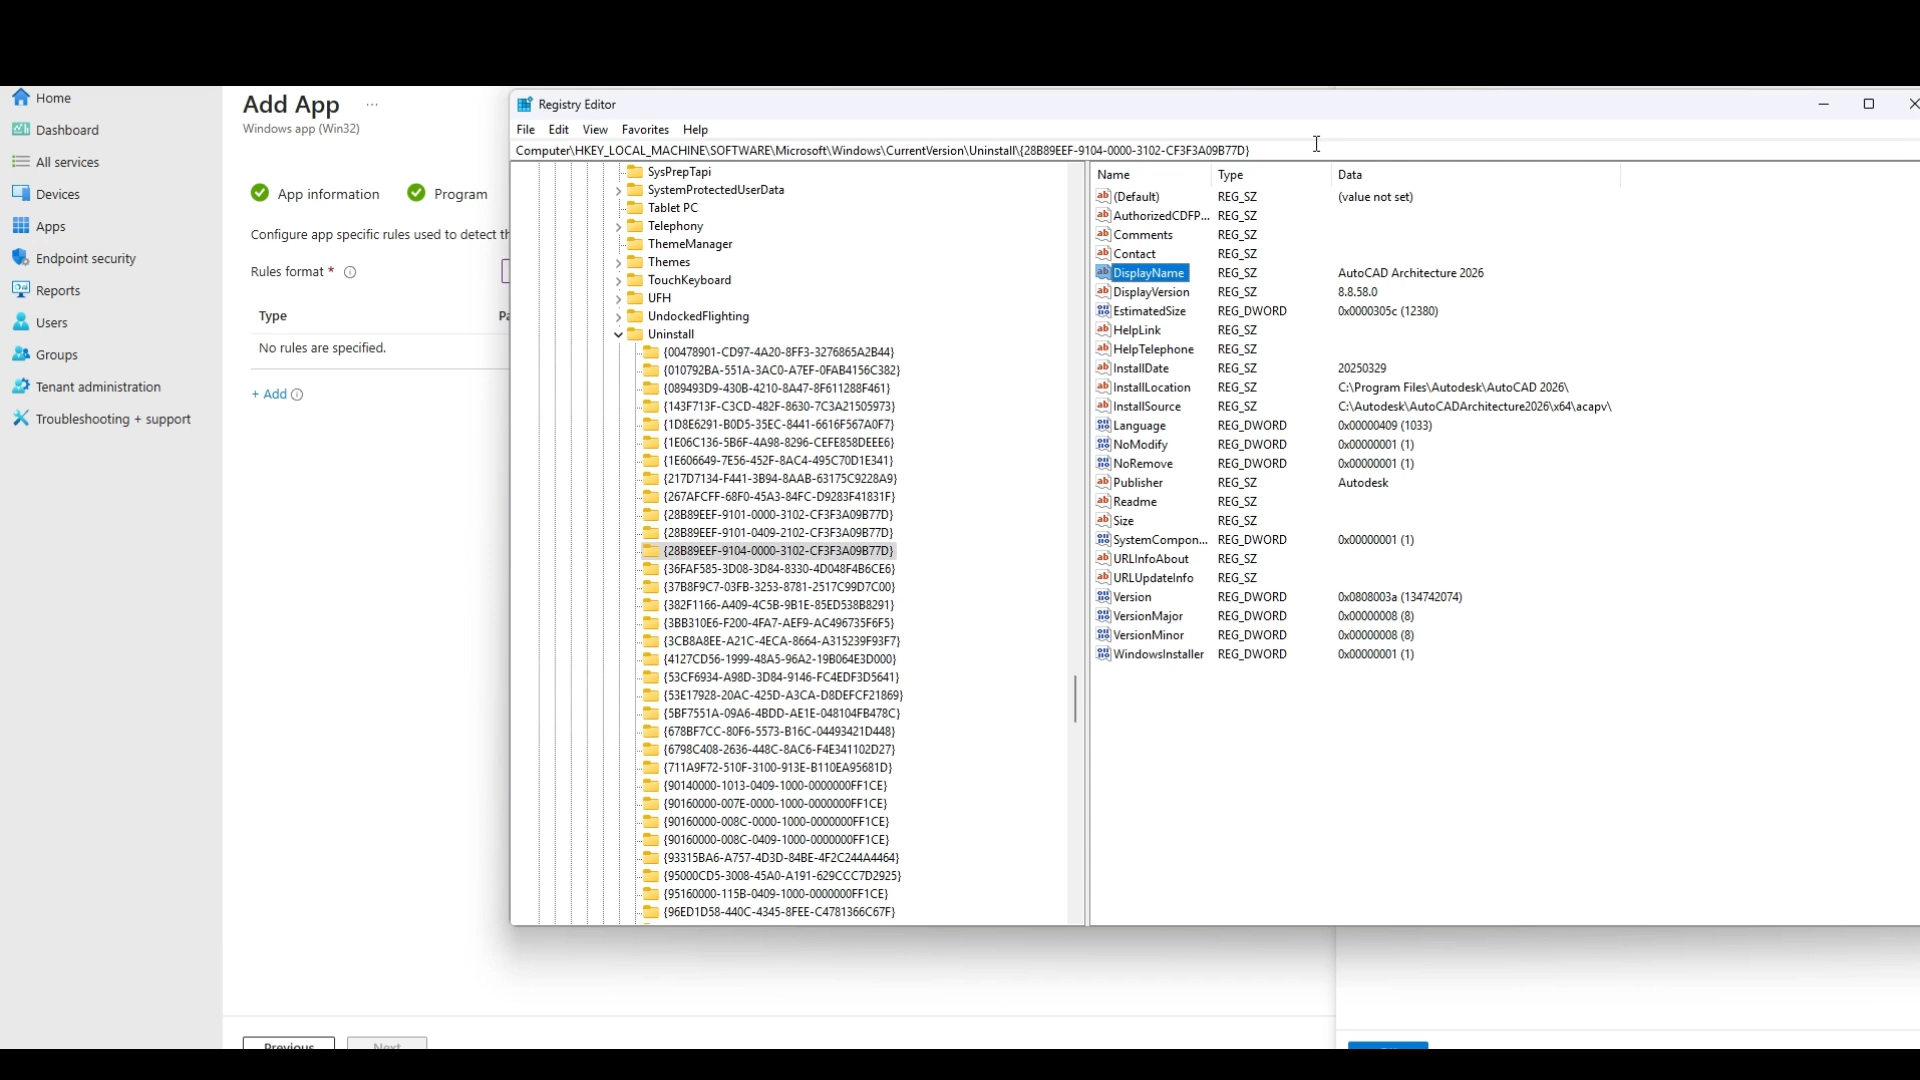 Home
Dashboard
All services
Devices
Apps
Endpoint security
Reports
Users
Groups
Tenant administration
Troubleshooting + support
Add App ...
Windows app (Win32)
App information
Program
Configure app specific rules used to detect th
Rules format *
Type
Pa
No rules are specified.
+ Add
Previous
Next
Registry Editor
File Edit View Favorites Help
Computer\HKEY_LOCAL_MACHINE\SOFTWARE\Microsoft\Windows\CurrentVersion\Uninstall\{28B89EEF-9104-0000-3102-CF3F3A09B77D}
SysPrepTapi
SystemProtectedUserData
Tablet PC
Telephony
ThemeManager
Themes
TouchKeyboard
UFH
UndockedFlighting
Uninstall
{00478901-CD97-4A20-8FF3-3276865A2B44}
{010792BA-551A-3AC0-A7EF-0FAB4156C382}
{089493D9-430B-4210-8A47-8F611288F461}
{143F713F-C3CD-482F-8630-7C3A21505973}
{1D8E6291-B0D5-35EC-8441-6616F567A0F7}
{1E06C136-5B6F-4A98-8296-CEFE858DEEE6}
{1E606649-7E56-452F-8AC4-495C70D1E341}
{217D7134-F441-3B94-8AAB-63175C9228A9}
{267AFCFF-68F0-45A3-84FC-D9283F41831F}
{28B89EEF-9101-0000-3102-CF3F3A09B77D}
{28B89EEF-9101-0409-2102-CF3F3A09B77D}
{28B89EEF-9104-0000-3102-CF3F3A09B77D}
{36FAF585-3D08-3D84-8330-4D048F4B6CE6}
{37B8F9C7-03FB-3253-8781-2517C99D7C00}
{382F1166-A409-4C5B-9B1E-85ED538B8291}
{3BB310E6-F200-4FA7-AEF9-AC496735F6F5}
{3CB8A8EE-A21C-4ECA-8664-A315239F93F7}
{4127CD56-1999-48A5-96A2-19B064E3D000}
{53CF6934-A98D-3D84-9146-FC4EDF3D5641}
{53E17928-20AC-425D-A3CA-D8DEFCF21869}
{5BF7551A-09A6-4BDD-AE1E-048104FB478C}
{678BF7CC-80F6-5573-B16C-04493421D448}
{6798C408-2636-448C-8AC6-F4E341102D27}
{711A9F72-510F-3100-913E-B110EA95681D}
{90140000-1013-0409-1000-0000000FF1CE}
{90160000-007E-0000-1000-0000000FF1CE}
{90160000-008C-0000-1000-0000000FF1CE}
{90160000-008C-0409-1000-0000000FF1CE}
{93315BA6-A757-4D3D-84BE-4F2C244A4464}
{95000CD5-3008-45A0-A191-629CCC7D2925}
{95160000-115B-0409-1000-0000000FF1CE}
{96ED1D58-440C-4345-8FEE-C4781366C67F}
Name Type Data
(Default) REG_SZ (value not set)
AuthorizedCDFP... REG_SZ
Comments REG_SZ
Contact REG_SZ
DisplayName REG_SZ AutoCAD Architecture 2026
DisplayVersion REG_SZ 8.8.58.0
EstimatedSize REG_DWORD 0x0000305c (12380)
HelpLink REG_SZ
HelpTelephone REG_SZ
InstallDate REG_SZ 20250329
InstallLocation REG_SZ C:\Program Files\Autodesk\AutoCAD 2026\
InstallSource REG_SZ C:\Autodesk\AutoCADArchitecture2026\x64\acapv\
Language REG_DWORD 0x00000409 (1033)
NoModify REG_DWORD 0x00000001 (1)
NoRemove REG_DWORD 0x00000001 (1)
Publisher REG_SZ Autodesk
Readme REG_SZ
Size REG_SZ
SystemCompon... REG_DWORD 0x00000001 (1)
URLInfoAbout REG_SZ
URLUpdateInfo REG_SZ
Version REG_DWORD 0x0808003a (134742074)
VersionMajor REG_DWORD 0x00000008 (8)
VersionMinor REG_DWORD 0x00000008 (8)
WindowsInstaller REG_DWORD 0x00000001 (1)